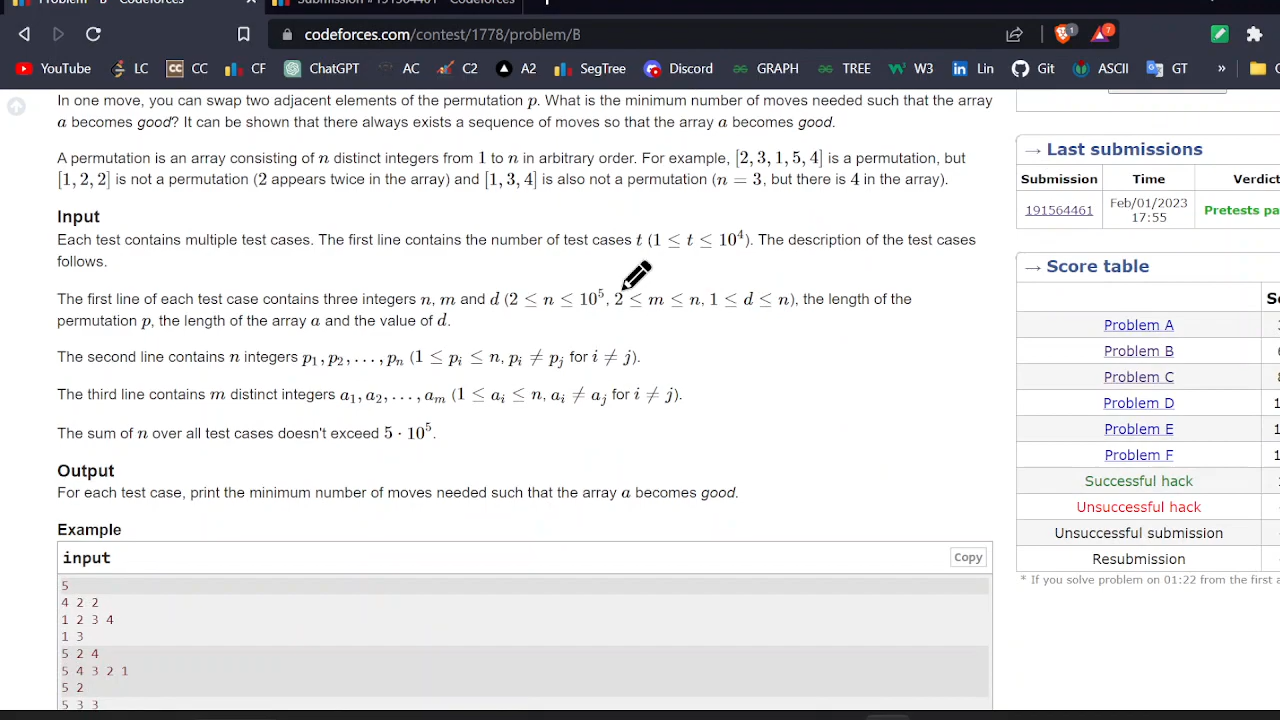 Problem - B - Codeforces
Submission #191564461 - Codeforces
codeforces.com/contest/1778/problem/B
1
7
YouTube LC CC CF ChatGPT AC C2 A2 SegTree Discord GRAPH TREE W3 Lin Git ASCII GT »
In one move, you can swap two adjacent elements of the permutation p. What is the minimum number of moves needed such that the array
a becomes good? It can be shown that there always exists a sequence of moves so that the array a becomes good.
A permutation is an array consisting of n distinct integers from 1 to n in arbitrary order. For example, [2, 3, 1, 5, 4] is a permutation, but
[1, 2, 2] is not a permutation (2 appears twice in the array) and [1, 3, 4] is also not a permutation (n = 3, but there is 4 in the array).
Input
Each test contains multiple test cases. The first line contains the number of test cases t (1 ≤ t ≤ 10⁴). The description of the test cases
follows.
The first line of each test case contains three integers n, m and d (2 ≤ n ≤ 10⁵, 2 ≤ m ≤ n, 1 ≤ d ≤ n), the length of the
permutation p, the length of the array a and the value of d.
The second line contains n integers p₁, p₂, . . . , pₙ (1 ≤ pᵢ ≤ n, pᵢ ≠ pⱼ for i ≠ j).
The third line contains m distinct integers a₁, a₂, . . . , aₘ (1 ≤ aᵢ ≤ n, aᵢ ≠ aⱼ for i ≠ j).
The sum of n over all test cases doesn't exceed 5 · 10⁵.
Output
For each test case, print the minimum number of moves needed such that the array a becomes good.
Example
input
Copy
5
4 2 2
1 2 3 4
1 3
5 2 4
5 4 3 2 1
5 2
5 3 3
→ Last submissions
Submission Time Verdict
191564461 Feb/01/2023 17:55 Pretests pa
→ Score table
Problem A
Problem B
Problem C
Problem D
Problem E
Problem F
Successful hack
Unsuccessful hack
Unsuccessful submission
Resubmission
* If you solve problem on 01:22 from the first a